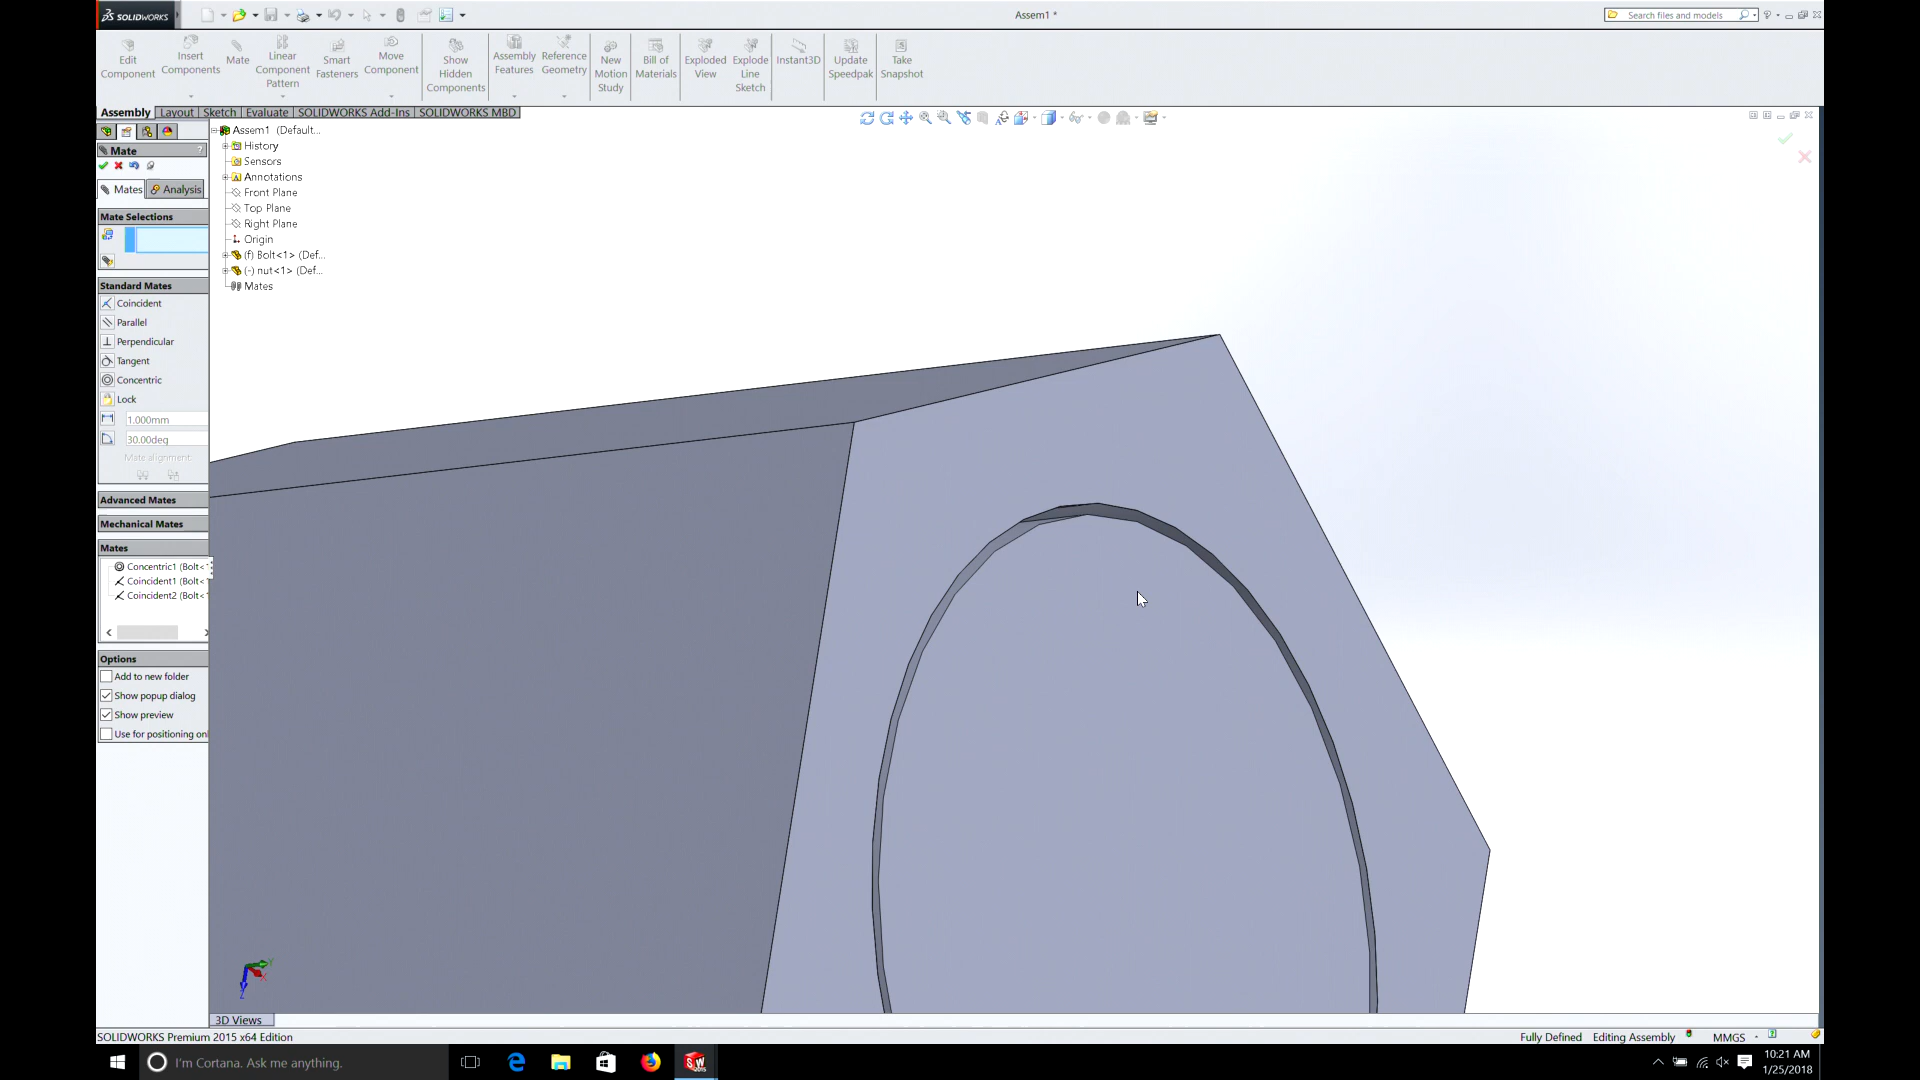 SOLIDWORKS
Assem1 *
Search files and models
Edit Component
Insert Components
Mate
Linear Component Pattern
Smart Fasteners
Move Component
Show Hidden Components
Assembly Features
Reference Geometry
New Motion Study
Bill of Materials
Exploded View
Explode Line Sketch
Instant3D
Update Speedpak
Take Snapshot
Assembly Layout Sketch Evaluate SOLIDWORKS Add-Ins SOLIDWORKS MBD
Mate ?
Mates Analysis
Mate Selections
Standard Mates
Coincident
Parallel
Perpendicular
Tangent
Concentric
Lock
1.000mm
30.00deg
Mate alignment:
Advanced Mates
Mechanical Mates
Mates
Concentric1 (Bolt<1
Coincident1 (Bolt<1
Coincident2 (Bolt<1
Options
Add to new folder
Show popup dialog
Show preview
Use for positioning onl
Assem1 (Default...
History
Sensors
Annotations
Front Plane
Top Plane
Right Plane
Origin
(f) Bolt<1> (Def...
(-) nut<1> (Def...
Mates
Z
3D Views
SOLIDWORKS Premium 2015 x64 Edition
Fully Defined Editing Assembly MMGS
I'm Cortana. Ask me anything.
10:21 AM
1/25/2018